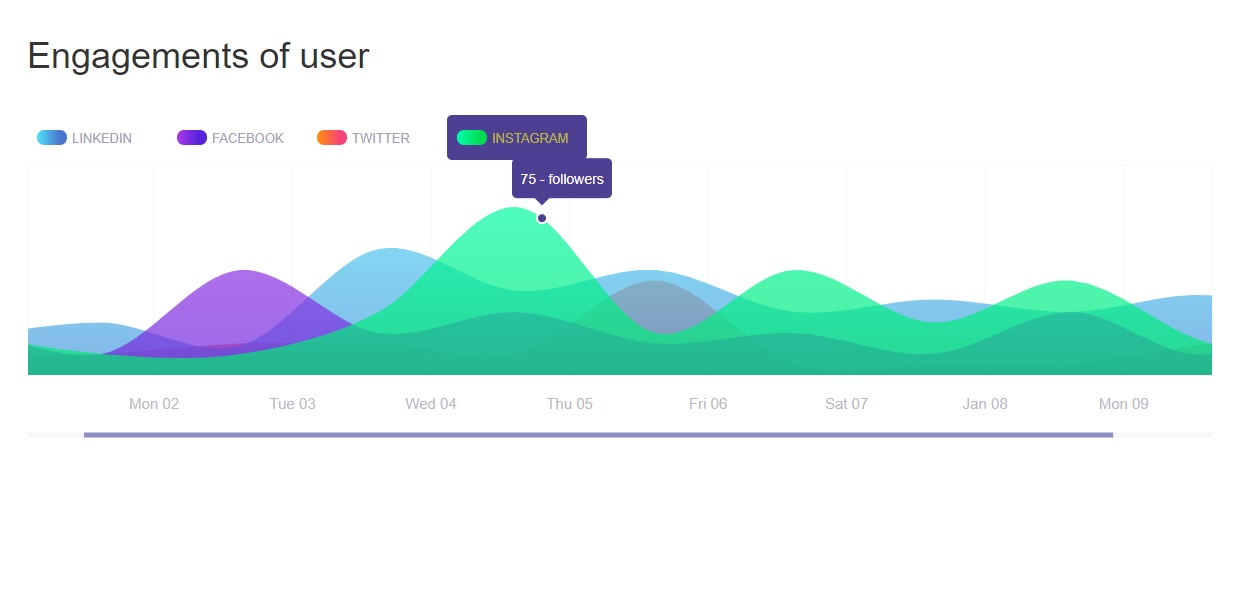 Engagements of user
LINKEDIN FACEBOOK TWITTER INSTAGRAM
75 - followers
Mon 02 Tue 03 Wed 04 Thu 05 Fri 06 Sat 07 Jan 08 Mon 09